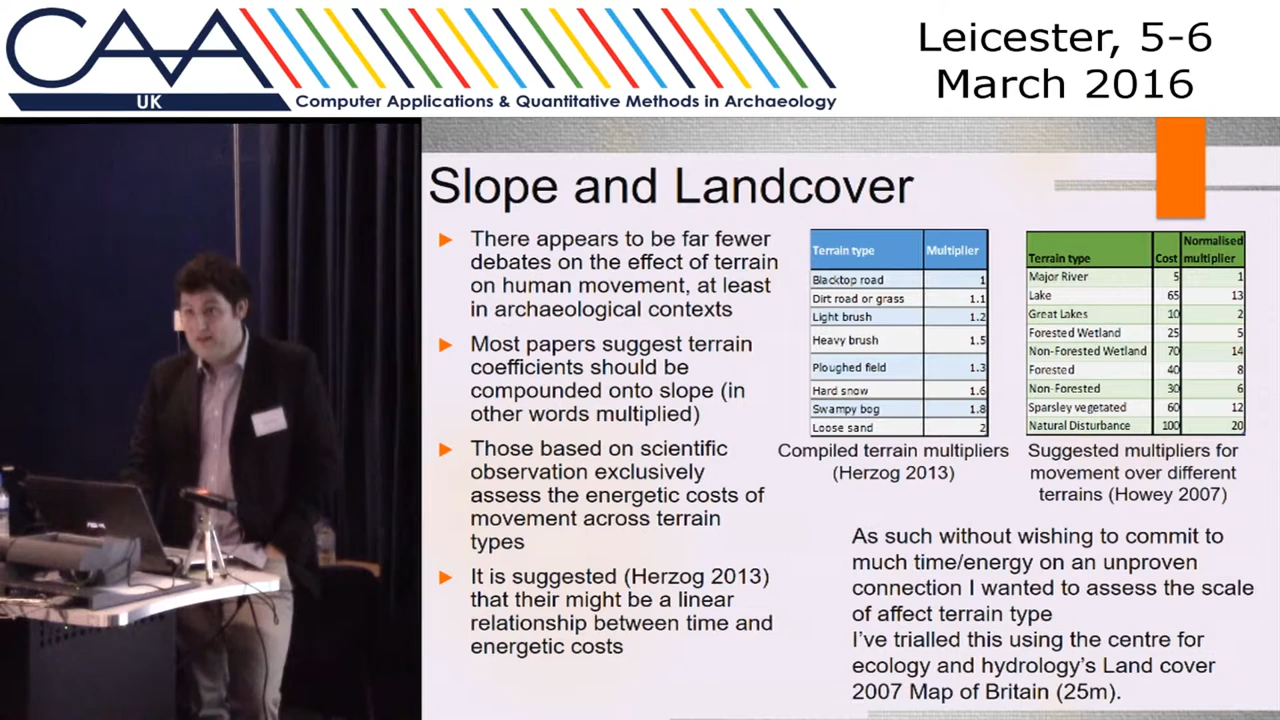 CAA
UK
Computer Applications & Quantitative Methods in Archaeology
Leicester, 5-6
March 2016
Slope and Landcover
There appears to be far fewer
debates on the effect of terrain
on human movement, at least
in archaeological contexts
Most papers suggest terrain
coefficients should be
compounded onto slope (in
other words multiplied)
Those based on scientific
observation exclusively
assess the energetic costs of
movement across terrain
types
It is suggested (Herzog 2013)
that their might be a linear
relationship between time and
energetic costs
Terrain type Multiplier
Blacktop road 1
Dirt road or grass 1.1
Light brush 1.2
Heavy brush 1.5
Ploughed field 1.3
Hard snow 1.6
Swampy bog 1.8
Loose sand 2
Compiled terrain multipliers
(Herzog 2013)
Terrain type Cost Normalised multiplier
Major River 5 1
Lake 65 13
Great Lakes 10 2
Forested Wetland 25 5
Non-Forested Wetland 70 14
Forested 40 8
Non-Forested 30 6
Sparsley vegetated 60 12
Natural Disturbance 100 20
Suggested multipliers for
movement over different
terrains (Howey 2007)
As such without wishing to commit to
much time/energy on an unproven
connection I wanted to assess the scale
of affect terrain type
I've trialled this using the centre for
ecology and hydrology's Land cover
2007 Map of Britain (25m).